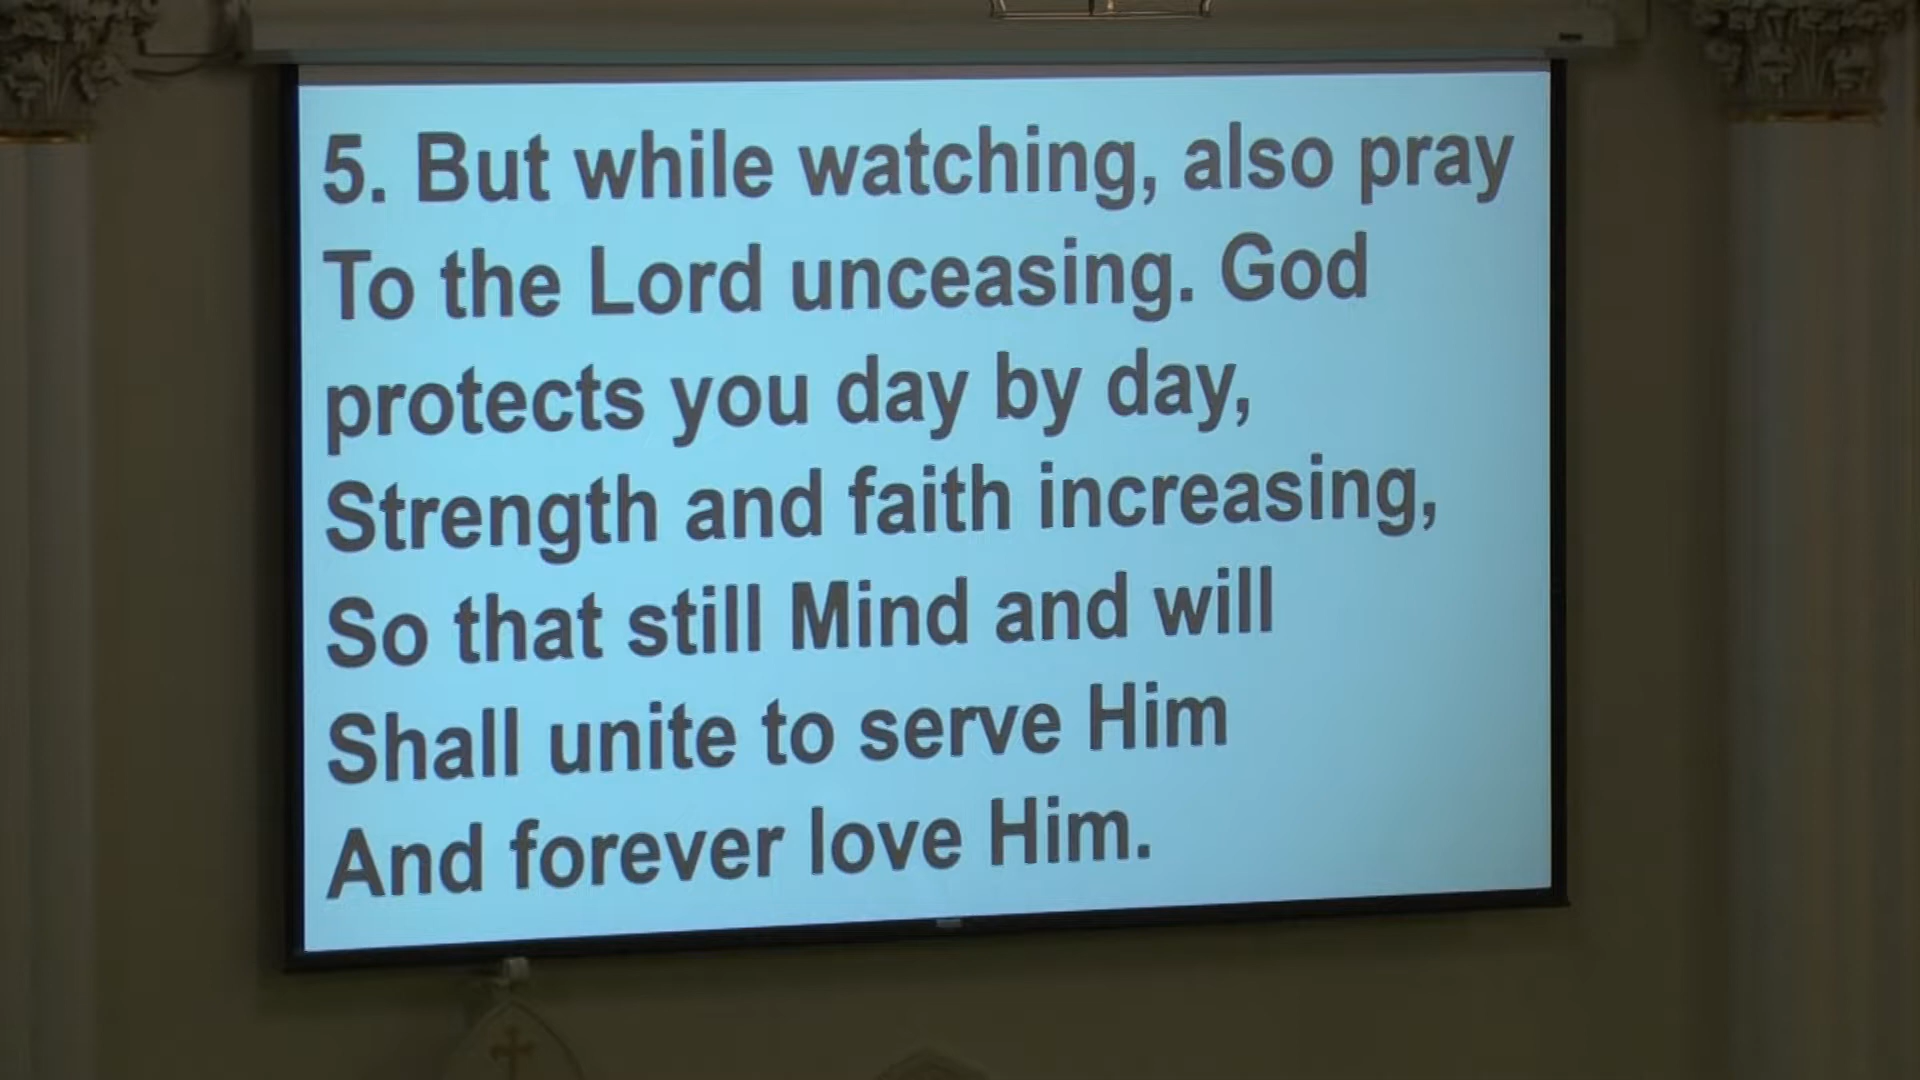 5. But while watching, also pray
To the Lord unceasing. God
protects you day by day,
Strength and faith increasing,
So that still Mind and will
Shall unite to serve Him
And forever love Him.